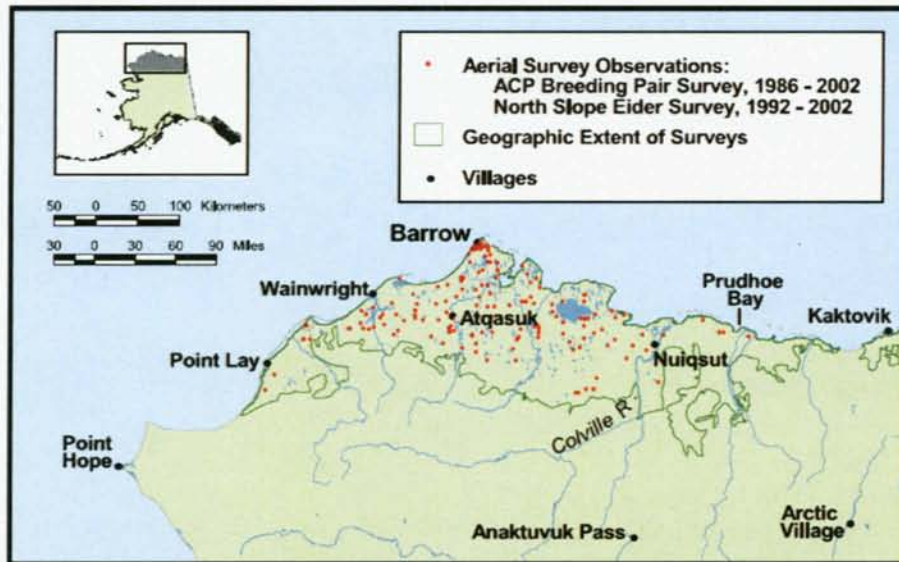 Aerial Survey Observations:
ACP Breeding Pair Survey, 1986 - 2002
North Slope Eider Survey, 1992 - 2002
Geographic Extent of Surveys
Villages
50 0 50 100 Kilometers
30 0 30 60 90 Miles
Barrow
Wainwright
Prudhoe
Bay
Kaktovik
Atqasuk
Point Lay
Nuiqsut
Colville R
Point
Hope
Anaktuvuk Pass
Arctic
Village